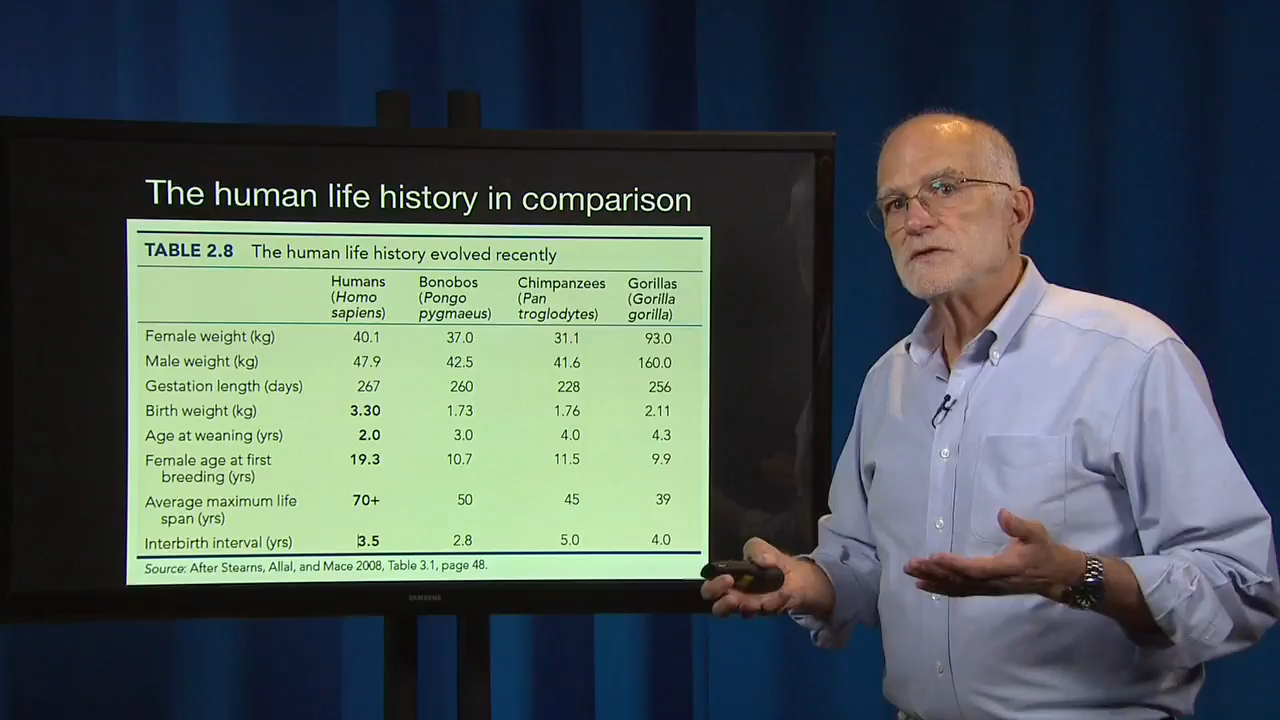 The human life history in comparison
TABLE 2.8 The human life history evolved recently
Humans Bonobos Chimpanzees Gorillas
(Homo (Pongo (Pan (Gorilla
sapiens) pygmaeus) troglodytes) gorilla)
Female weight (kg) 40.1 37.0 31.1 93.0
Male weight (kg) 47.9 42.5 41.6 160.0
Gestation length (days) 267 260 228 256
Birth weight (kg) 3.30 1.73 1.76 2.11
Age at weaning (yrs) 2.0 3.0 4.0 4.3
Female age at first 19.3 10.7 11.5 9.9
breeding (yrs)
Average maximum life 70+ 50 45 39
span (yrs)
Interbirth interval (yrs) 3.5 2.8 5.0 4.0
Source: After Stearns, Allal, and Mace 2008, Table 3.1, page 48.
SAMSUNG